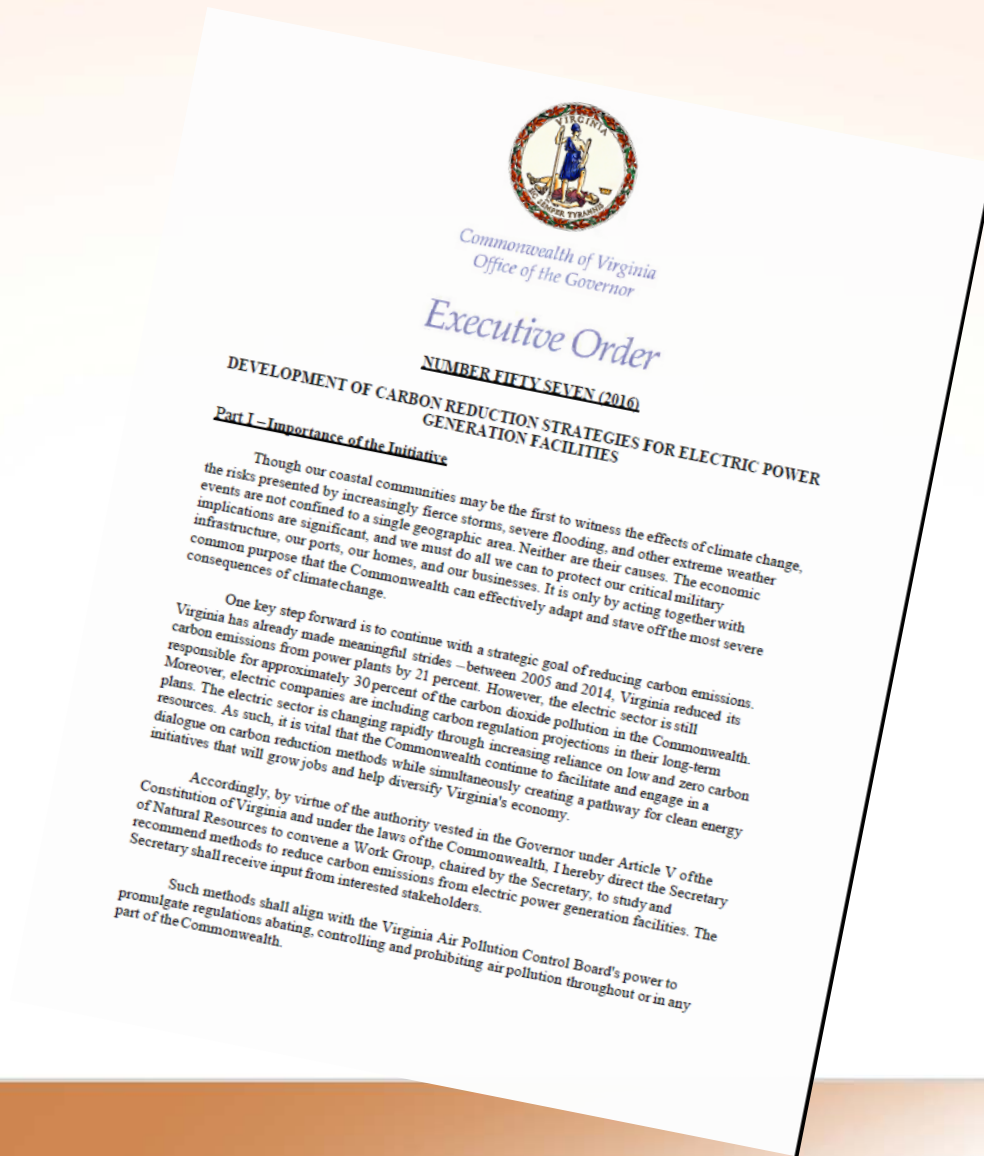 VIRGINIA
SIC SEMPER TYRANNIS
Commonwealth of Virginia
Office of the Governor
Executive Order
NUMBER FIFTY SEVEN (2016)
DEVELOPMENT OF CARBON REDUCTION STRATEGIES FOR ELECTRIC POWER
GENERATION FACILITIES
Part I – Importance of the Initiative
Though our coastal communities may be the first to witness the effects of climate change,
the risks presented by increasingly fierce storms, severe flooding, and other extreme weather
events are not confined to a single geographic area. Neither are their causes. The economic
implications are significant, and we must do all we can to protect our critical military
infrastructure, our ports, our homes, and our businesses. It is only by acting together with
common purpose that the Commonwealth can effectively adapt and stave off the most severe
consequences of climate change.
One key step forward is to continue with a strategic goal of reducing carbon emissions.
Virginia has already made meaningful strides – between 2005 and 2014, Virginia reduced its
carbon emissions from power plants by 21 percent. However, the electric sector is still
responsible for approximately 30 percent of the carbon dioxide pollution in the Commonwealth.
Moreover, electric companies are including carbon regulation projections in their long-term
plans. The electric sector is changing rapidly through increasing reliance on low and zero carbon
resources. As such, it is vital that the Commonwealth continue to facilitate and engage in a
dialogue on carbon reduction methods while simultaneously creating a pathway for clean energy
initiatives that will grow jobs and help diversify Virginia's economy.
Accordingly, by virtue of the authority vested in the Governor under Article V of the
Constitution of Virginia and under the laws of the Commonwealth, I hereby direct the Secretary
of Natural Resources to convene a Work Group, chaired by the Secretary, to study and
recommend methods to reduce carbon emissions from electric power generation facilities. The
Secretary shall receive input from interested stakeholders.
Such methods shall align with the Virginia Air Pollution Control Board's power to
promulgate regulations abating, controlling and prohibiting air pollution throughout or in any
part of the Commonwealth.